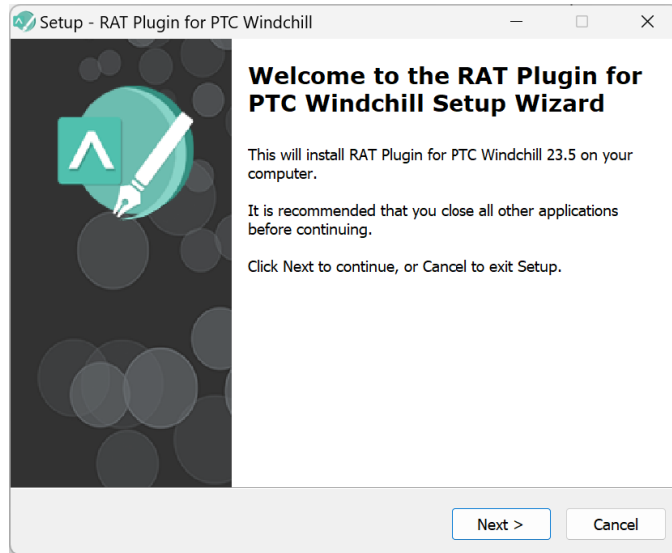 Setup - RAT Plugin for PTC Windchill
Welcome to the RAT Plugin for
PTC Windchill Setup Wizard
This will install RAT Plugin for PTC Windchill 23.5 on your
computer.
It is recommended that you close all other applications
before continuing.
Click Next to continue, or Cancel to exit Setup.
Next >
Cancel